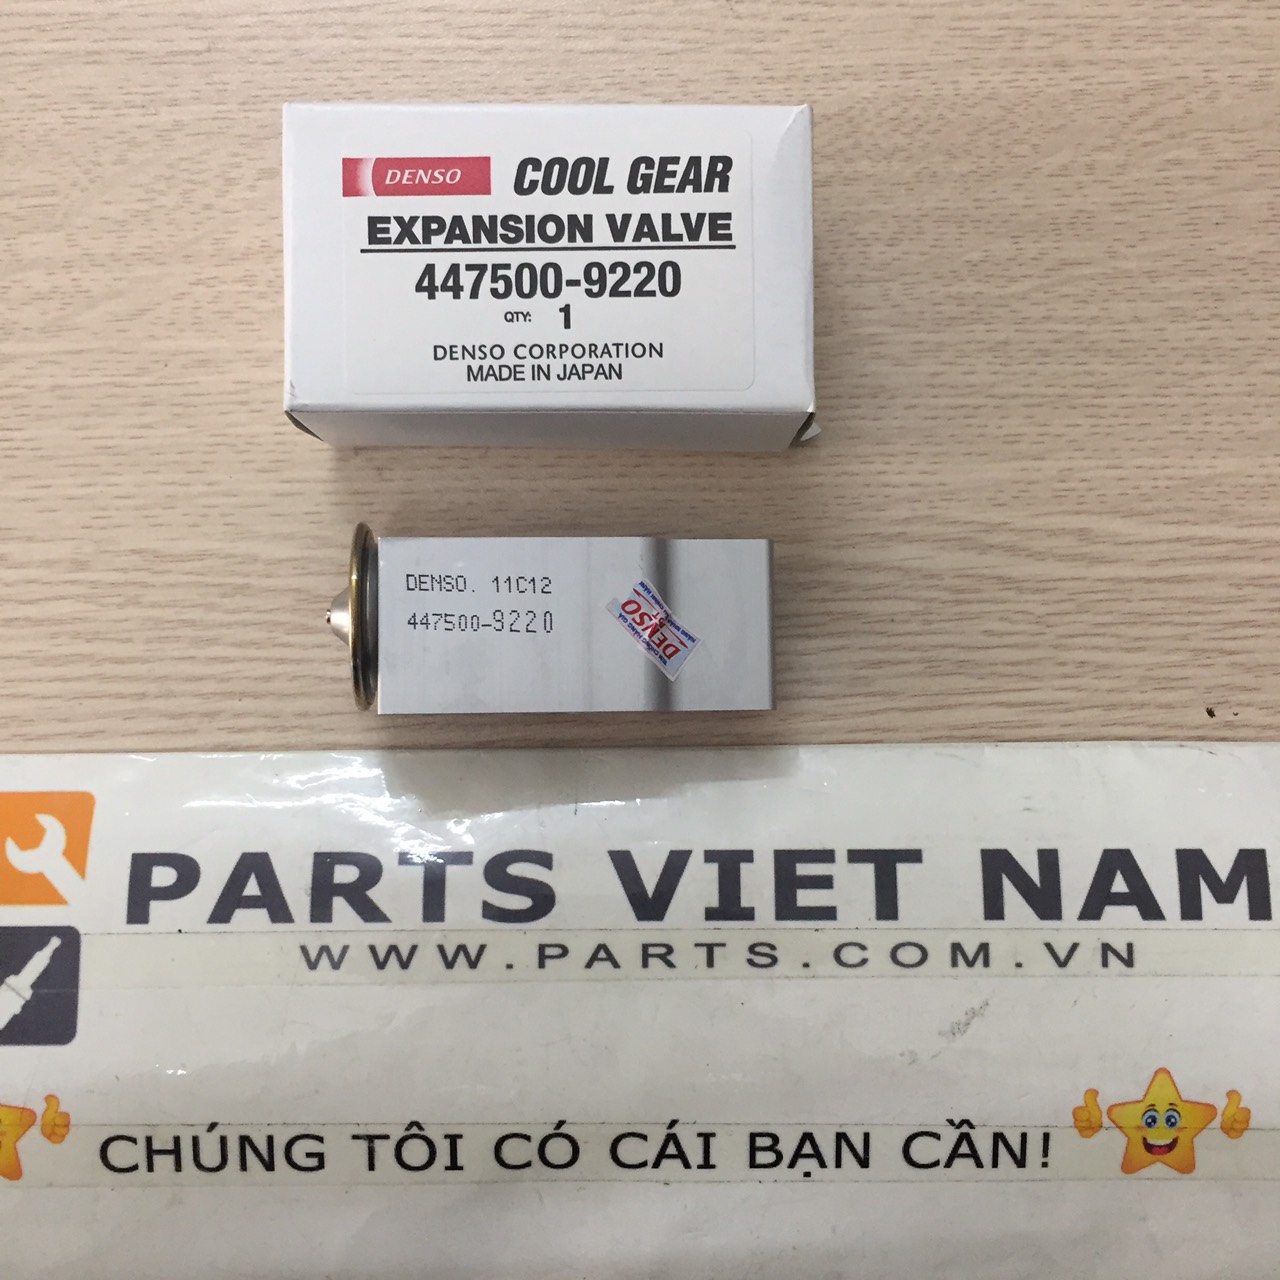 DENSO COOL GEAR
EXPANSION VALVE
447500-9220
QTY: 1
DENSO CORPORATION
MADE IN JAPAN
DENSO. 11C12
447500-9220
DENSO
PARTS VIET NAM
WWW.PARTS.COM.VN
CHÚNG TÔI CÓ CÁI BẠN CẦN!